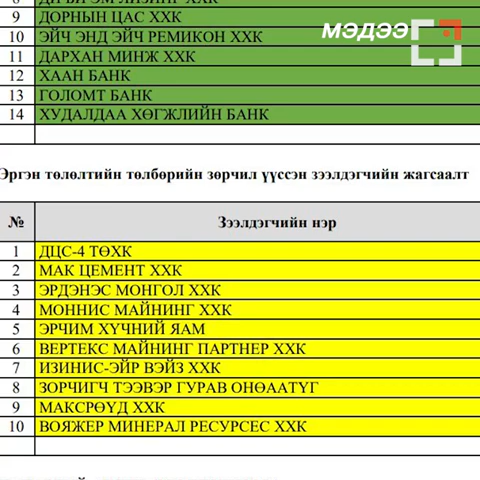 9 ДОРНЫН ЦАС ХХК
МЭДЭЭ
10 ЭЙЧ ЭНД ЭЙЧ РЕМИКОН ХХК
11 ДАРХАН МИНЖ ХХК
12 ХААН БАНК
13 ГОЛОМТ БАНК
14 ХУДАЛДАА ХӨГЖЛИЙН БАНК
Эргэн төлөлтийн төлбөрийн зөрчил үүссэн зээлдэгчийн жагсаалт
№ Зээлдэгчийн нэр
1 ДЦС-4 ТӨХК
2 МАК ЦЕМЕНТ ХХК
3 ЭРДЭНЭС МОНГОЛ ХХК
4 МОННИС МАЙНИНГ ХХК
5 ЭРЧИМ ХҮЧНИЙ ЯАМ
6 ВЕРТЕКС МАЙНИНГ ПАРТНЕР ХХК
7 ИЗИНИС-ЭЙР ВЭЙЗ ХХК
8 ЗОРЧИГЧ ТЭЭВЭР ГУРАВ ОНӨААТҮГ
9 МАКСРӨҮД ХХК
10 ВОЯЖЕР МИНЕРАЛ РЕСУРСЕС ХХК